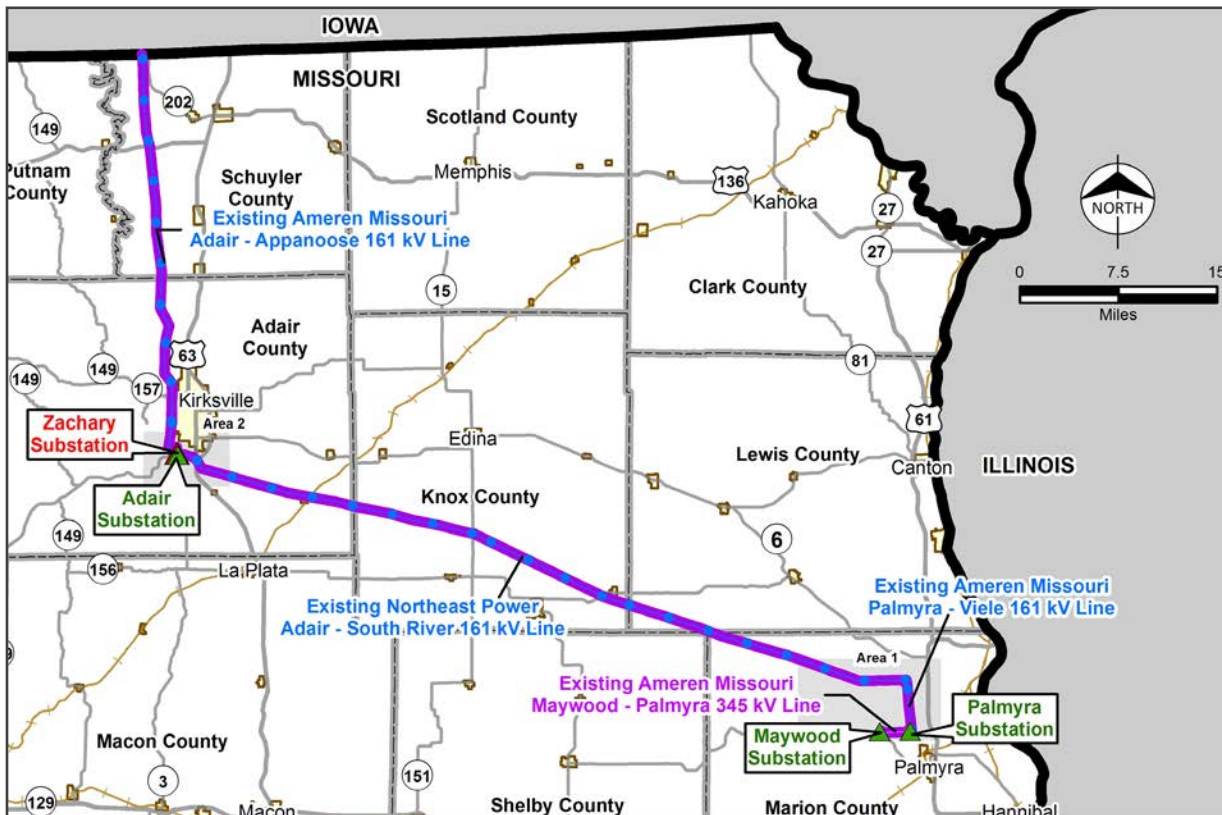 IOWA
MISSOURI
202
149
Scotland County
Putnam
County
Memphis
Schuyler
County
136
Kahoka
27
NORTH
Existing Ameren Missouri
Adair - Appanoose 161 kV Line
27
0 7.5 15
Miles
15
Clark County
Adair
County
63
81
149
149
157
Kirksville
Area 2
61
Zachary
Substation
Edina
Lewis County
Canton
ILLINOIS
Adair
Substation
Knox County
149
6
156
La Plata
Existing Northeast Power
Adair - South River 161 kV Line
Existing Ameren Missouri
Palmyra - Viele 161 kV Line
Area 1
Existing Ameren Missouri
Maywood - Palmyra 345 kV Line
Palmyra
Substation
Maywood
Substation
Macon County
Palmyra
3
151
129
Macon
Shelby County
Marion County
Hannibal